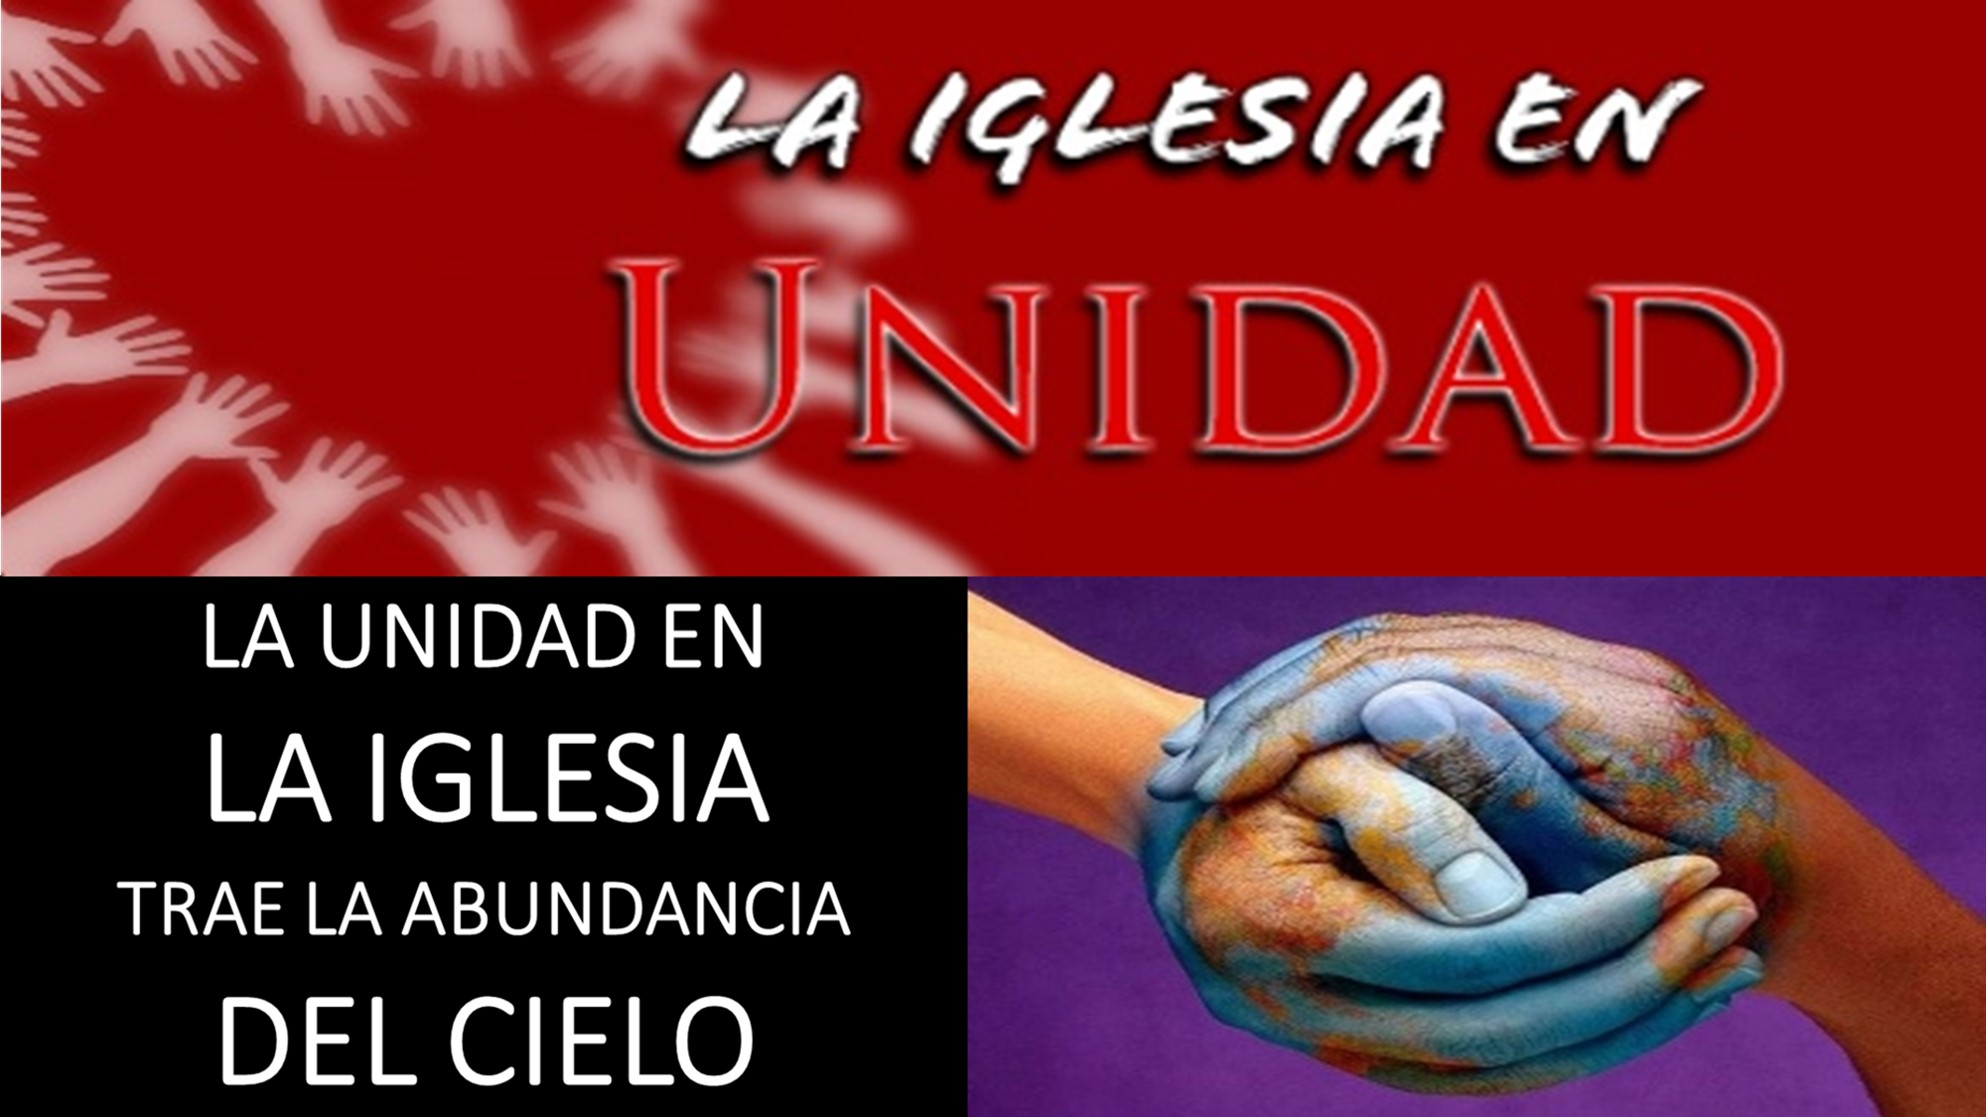 LA IGLESIA EN
UNIDAD
LA UNIDAD EN
LA IGLESIA
TRAE LA ABUNDANCIA
DEL CIELO